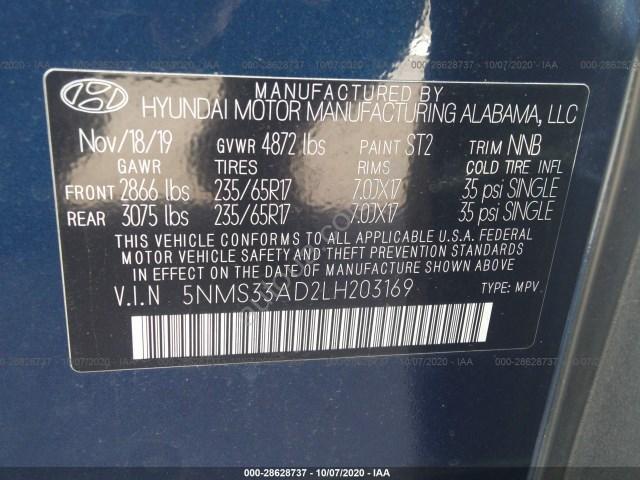 MANUFACTURED BY
HYUNDAI MOTOR MANUFACTURING ALABAMA, LLC
Nov/18/19 GVWR 4872 lbs PAINT ST2 TRIM NNB
GAWR TIRES RIMS COLD TIRE INFL
FRONT 2866 lbs 235/65R17 7.0JX17 35 psi SINGLE
REAR 3075 lbs 235/65R17 7.0JX17 35 psi SINGLE
THIS VEHICLE CONFORMS TO ALL APPLICABLE U.S.A. FEDERAL
MOTOR VEHICLE SAFETY AND THEFT PREVENTION STANDARDS
IN EFFECT ON THE DATE OF MANUFACTURE SHOWN ABOVE.
V.I.N 5NMS33AD2LH203169 TYPE: MPV
000-28628737 - 10/07/2020 - IAA